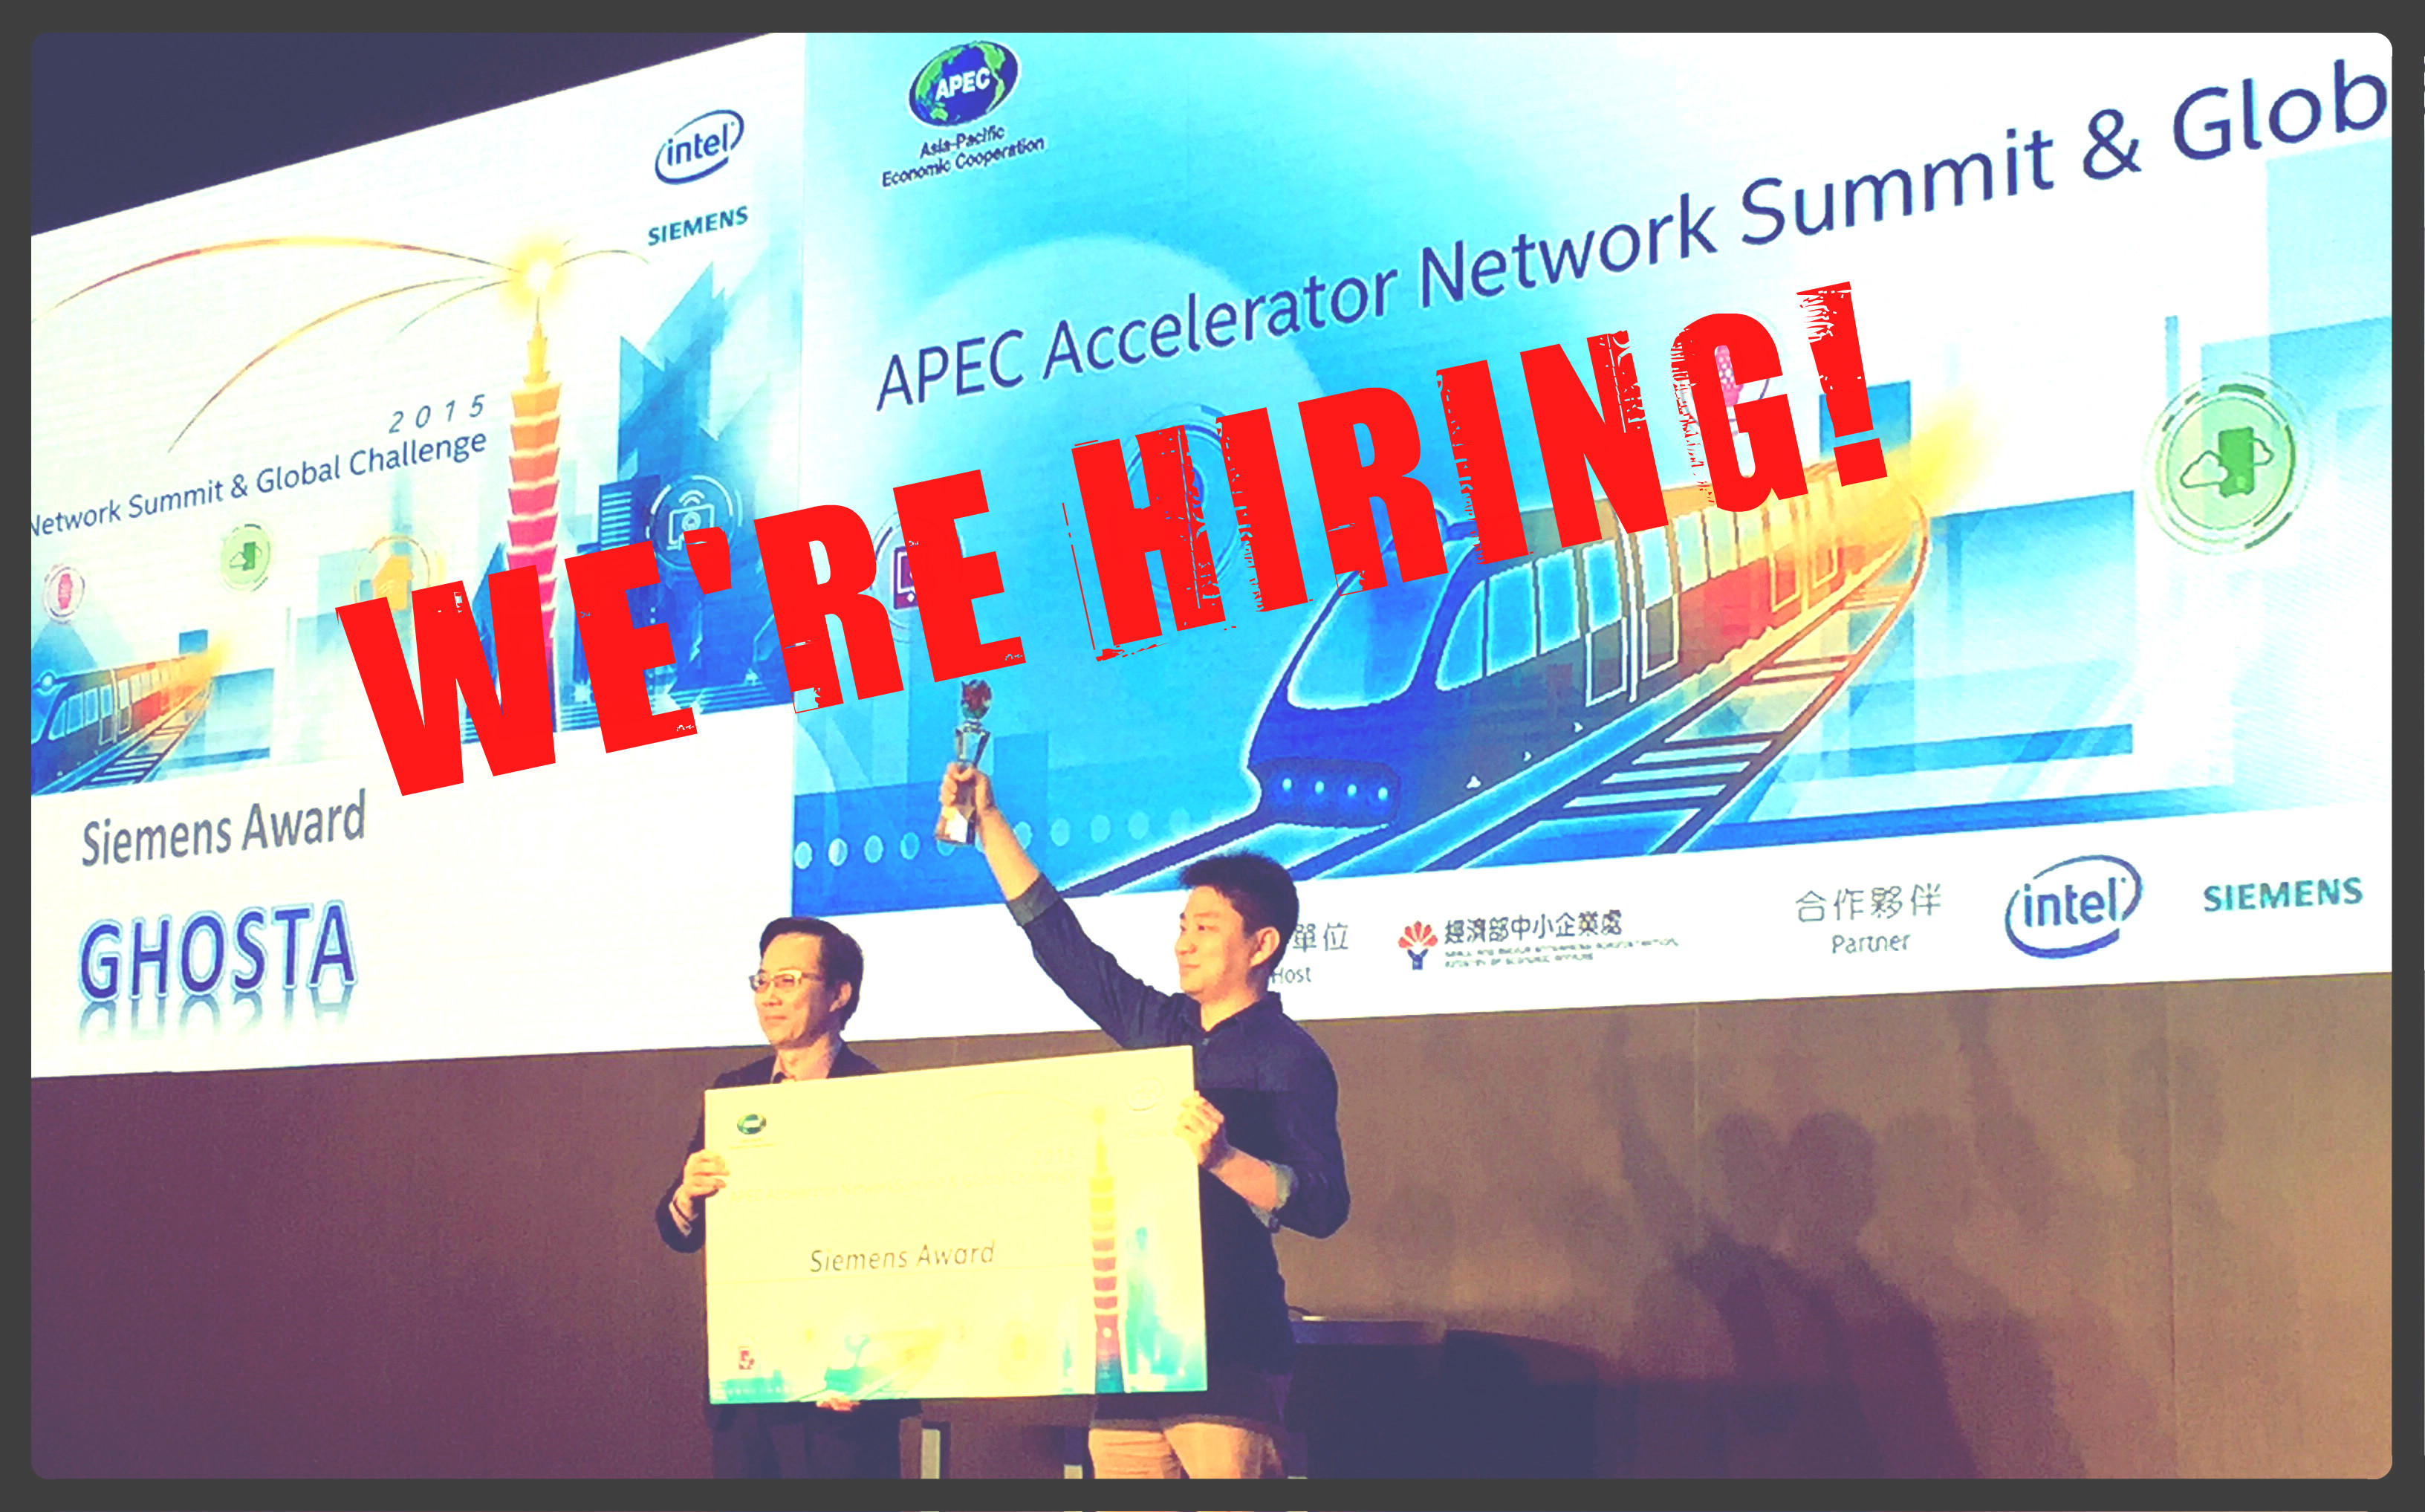 intel
SIEMENS
2015
Network Summit & Global Challenge
APEC
Asia-Pacific
Economic Cooperation
APEC Accelerator Network Summit & Glob
WE'RE HIRING!
Siemens Award
GHOSTA
單位
Host
經濟部中小企業處
合作夥伴
Partner
intel
SIEMENS
Siemens Award